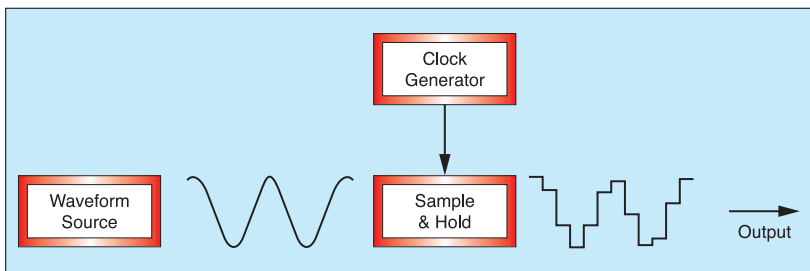 Clock
Generator
Waveform
Source
Sample
& Hold
Output